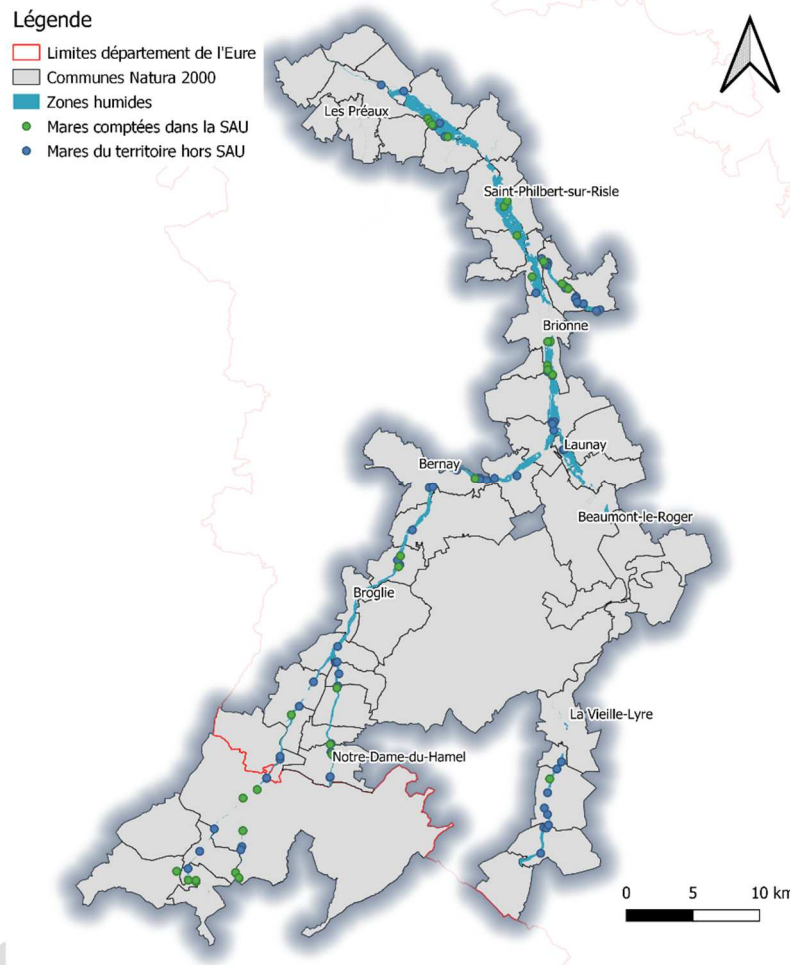 Légende
Limites département de l'Eure
Communes Natura 2000
Zones humides
Mares comptées dans la SAU
Mares du territoire hors SAU
Les Préaux
Saint-Philbert-sur-Risle
Brionne
Launay
Bernay
Beaumont-le-Roger
Broglie
La Vieille-Lyre
Notre-Dame-du-Hamel
0 5 10 km